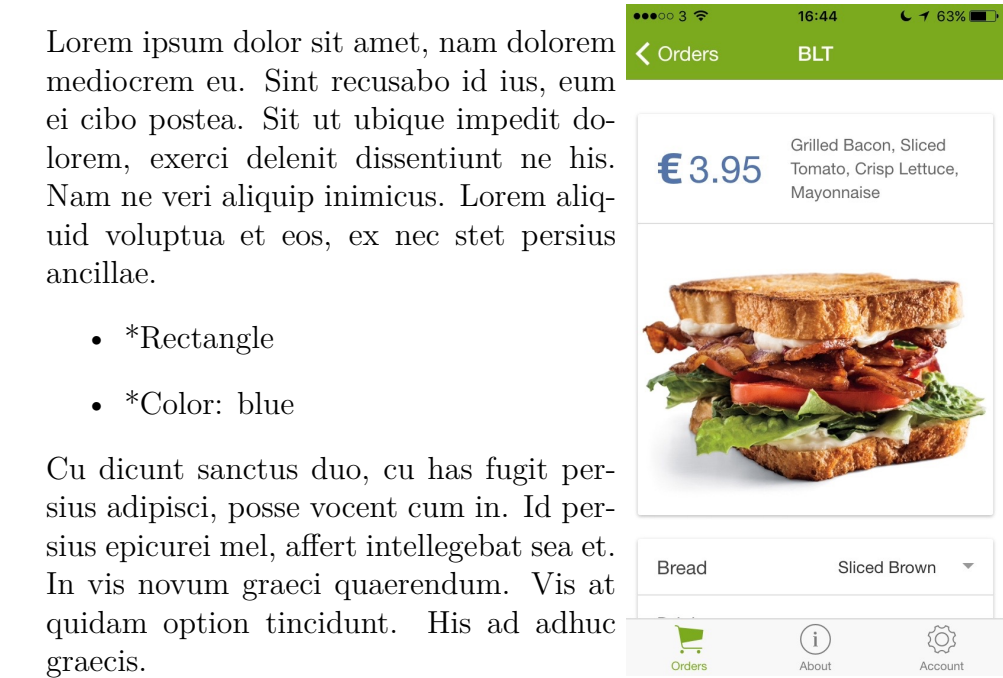 Lorem ipsum dolor sit amet, nam dolorem
mediocrem eu. Sint recusabo id ius, eum
ei cibo postea. Sit ut ubique impedit do-
lorem, exerci delenit dissentiunt ne his.
Nam ne veri aliquip inimicus. Lorem aliq-
uid voluptua et eos, ex nec stet persius
ancillae.
• *Rectangle
• *Color: blue
Cu dicunt sanctus duo, cu has fugit per-
sius adipisci, posse vocent cum in. Id per-
sius epicurei mel, affert intellegebat sea et.
In vis novum graeci quaerendum. Vis at
quidam option tincidunt. His ad adhuc
graecis.
3 16:44 63%
Orders BLT
€3.95
Grilled Bacon, Sliced
Tomato, Crisp Lettuce,
Mayonnaise
Bread Sliced Brown
Orders About Account